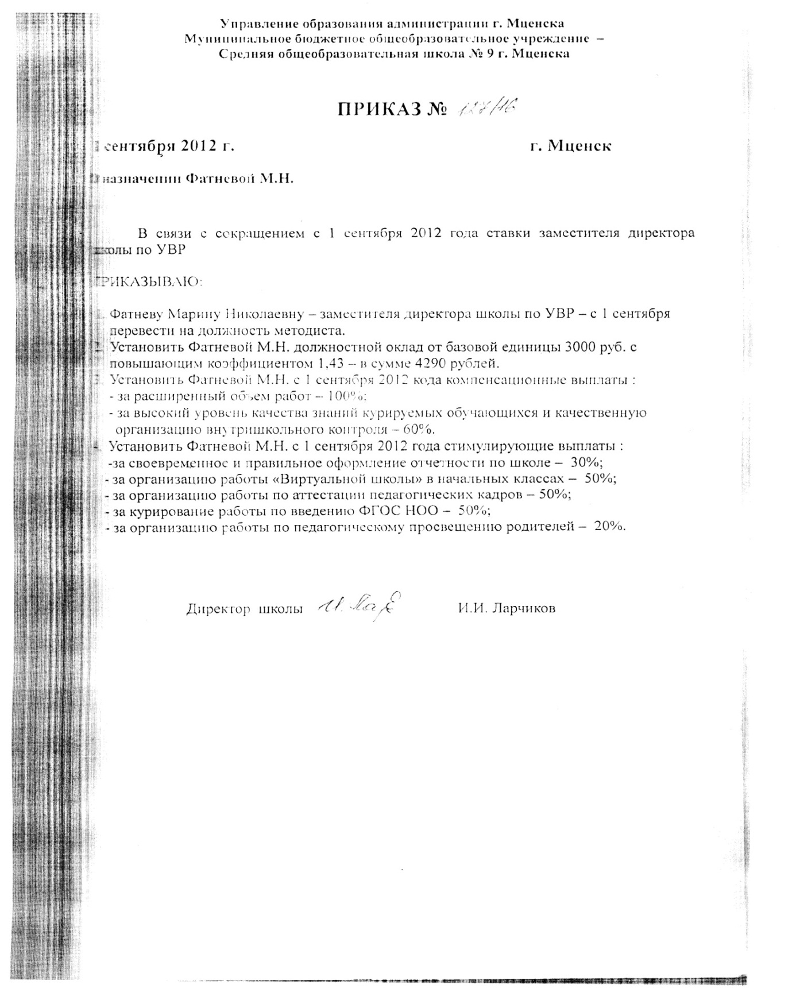 Управление образования администрации г. Мценска
Муниципальное бюджетное общеобразовательное учреждение –
Средняя общеобразовательная школа № 9 г. Мценска
ПРИКАЗ №
сентября 2012 г. г. Мценск
О назначении Фатневой М.Н.
В связи с сокращением с 1 сентября 2012 года ставки заместителя директора
школы по УВР
ПРИКАЗЫВАЮ:
1. Фатневу Марину Николаевну – заместителя директора школы по УВР – с 1 сентября
перевести на должность методиста.
2. Установить Фатневой М.Н. должностной оклад от базовой единицы 3000 руб. с
повышающим коэффициентом 1,43 – в сумме 4290 рублей.
3. Установить Фатневой М.Н. с 1 сентября 2012 кода компенсационные выплаты :
- за расширенный объем работ – 100%;
- за высокий уровень качества знаний курируемых обучающихся и качественную
организацию внутришкольного контроля – 60%.
4. Установить Фатневой М.Н. с 1 сентября 2012 года стимулирующие выплаты :
-за своевременное и правильное оформление отчетности по школе – 30%;
- за организацию работы «Виртуальной школы» в начальных классах – 50%;
- за организацию работы по аттестации педагогических кадров – 50%;
- за курирование работы по введению ФГОС НОО – 50%;
- за организацию работы по педагогическому просвещению родителей – 20%.
Директор школы И.И. Ларчиков